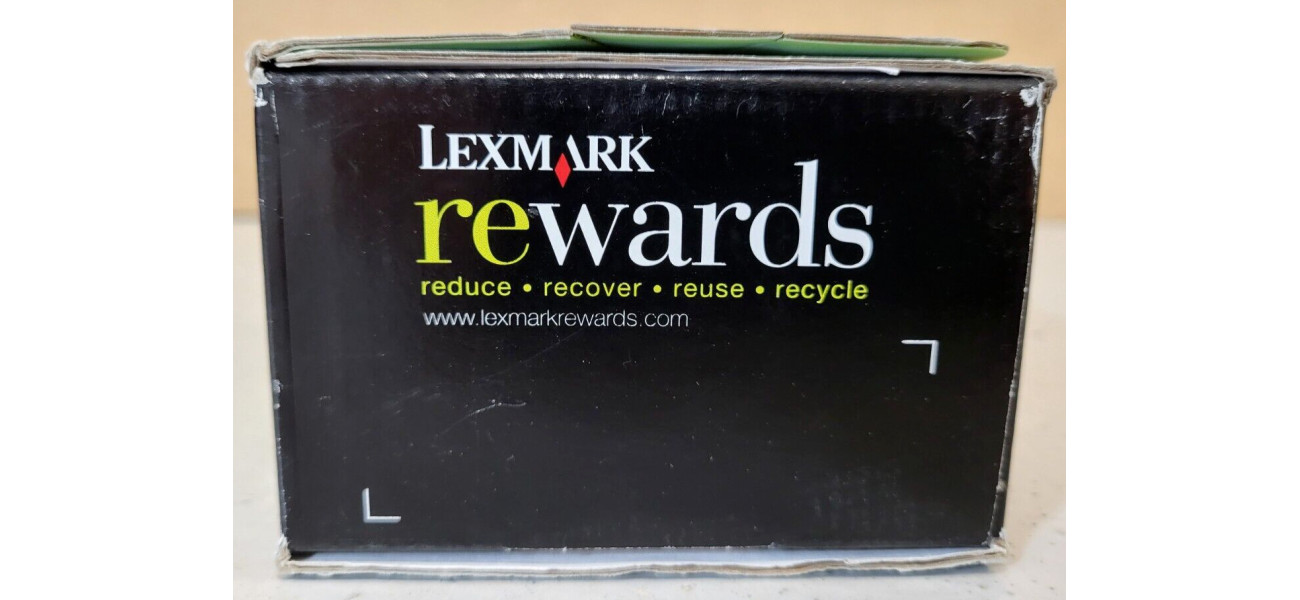 LEXMARK
rewards
reduce • recover • reuse • recycle
www.lexmarkrewards.com